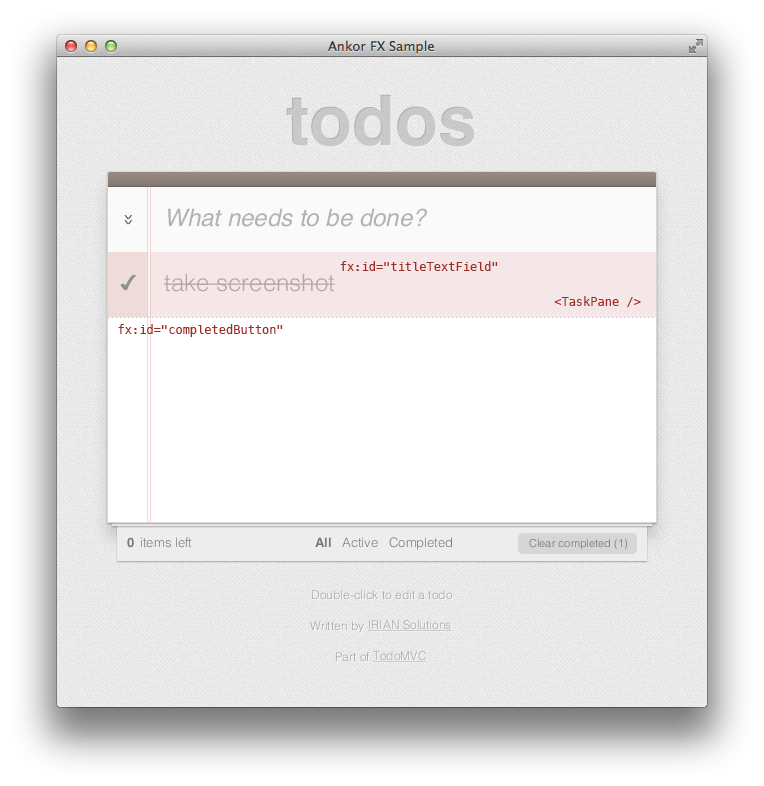 Ankor FX Sample
todos
What needs to be done?
fx:id="titleTextField"
take screenshot
<TaskPane />
fx:id="completedButton"
0 items left All Active Completed Clear completed (1)
Double-click to edit a todo
Written by IRIAN Solutions
Part of TodoMVC